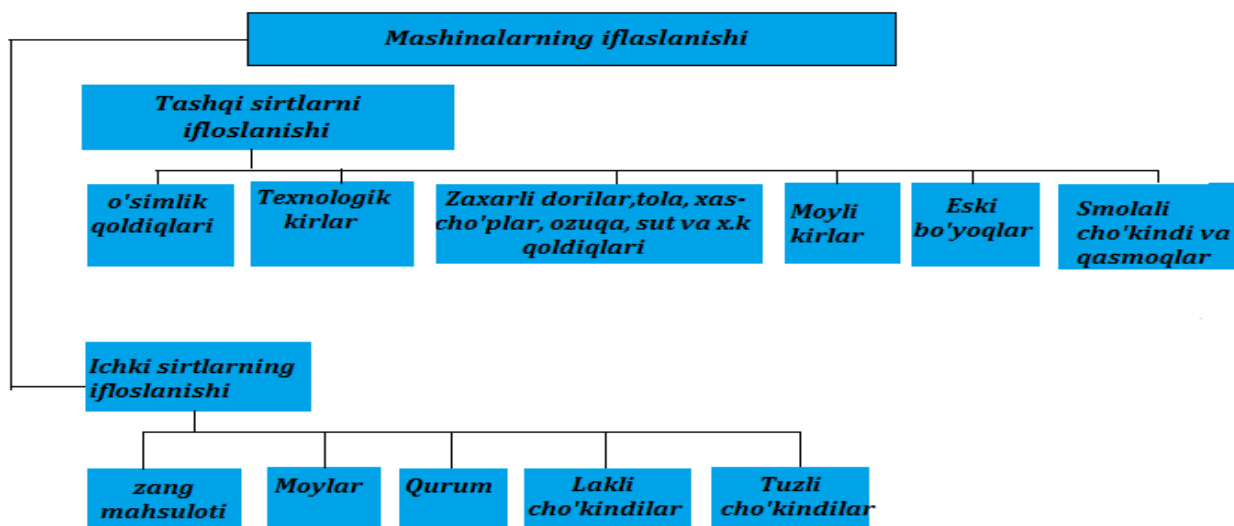 Mashinalarning iflaslanishi
Tashqi sirtlarni
ifloslanishi
o'simlik
qoldiqlari
Texnologik
kirlar
Zaxarli dorilar,tola, xas-
cho'plar, ozuqa, sut va x.k
qoldiqlari
Moyli
kirlar
Eski
bo'yoqlar
Smolali
cho'kindi va
qasmoqlar
Ichki sirtlarning
ifloslanishi
zang
mahsuloti
Moylar
Qurum
Lakli
cho'kindilar
Tuzli
cho'kindilar